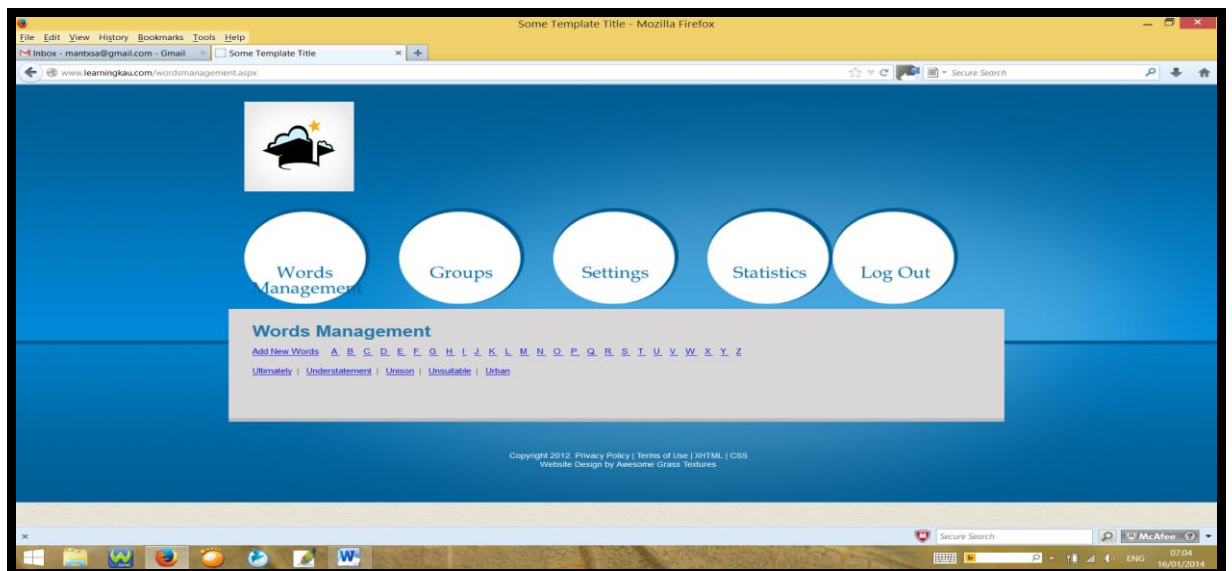 Some Template Title - Mozilla Firefox
File Edit View History Bookmarks Tools Help
Inbox - mantxsa@gmail.com - Gmail
Some Template Title
www.learningkau.com/wordsmanagement.aspx
Secure Search
Words Management
Groups
Settings
Statistics
Log Out
Words Management
Add New Words A B C D E F G H I J K L M N O P Q R S T U V W X Y Z
Ultimately | Understatement | Unison | Unsuitable | Urban
Copyright 2012. Privacy Policy | Terms of Use | XHTML | CSS
Website Design by Awesome Grass Textures
Secure Search
McAfee
ENG
07:04
16/01/2014